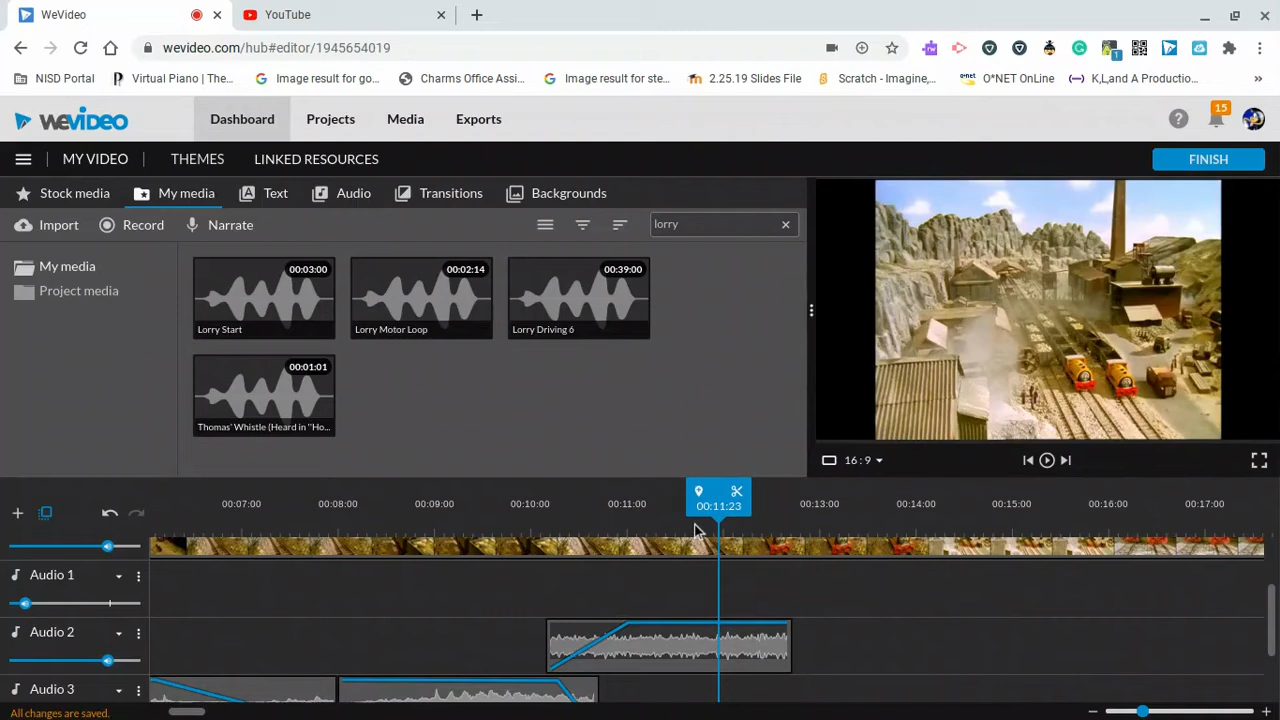 WeVideo
YouTube
wevideo.com/hub#editor/1945654019
1
NISD Portal
Virtual Piano | The...
Image result for go...
Charms Office Assi...
Image result for ste...
2.25.19 Slides File
Scratch - Imagine,...
O*NET OnLine
K,L and A Productio...
»
WEVIDEO
Dashboard
Projects
Media
Exports
15
MY VIDEO
THEMES
LINKED RESOURCES
FINISH
Stock media
My media
Text
Audio
Transitions
Backgrounds
Import
Record
Narrate
lorry
My media
Project media
00:03:00
Lorry Start
00:02:14
Lorry Motor Loop
00:39:00
Lorry Driving 6
00:01:01
Thomas' Whistle (Heard in "Ho...
16:9
00:07:00
00:08:00
00:09:00
00:10:00
00:11:00
00:11:23
00:13:00
00:14:00
00:15:00
00:16:00
00:17:00
Audio 1
Audio 2
Audio 3
All changes are saved.